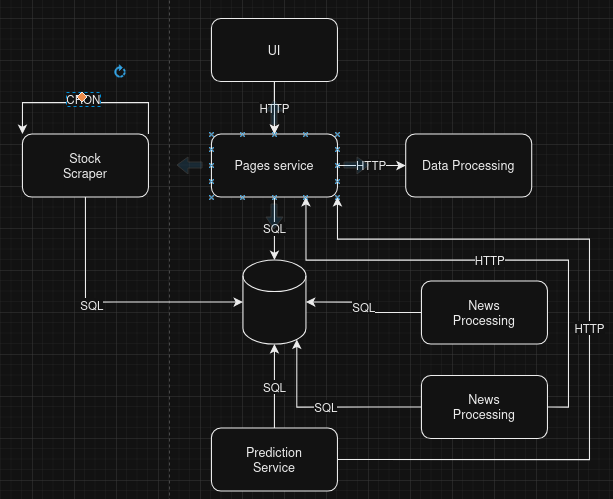 UI
CRON
HTTP
Stock
Scraper
Pages service
HTTP
Data Processing
SQL
HTTP
SQL
SQL
News
Processing
HTTP
SQL
SQL
News
Processing
Prediction
Service